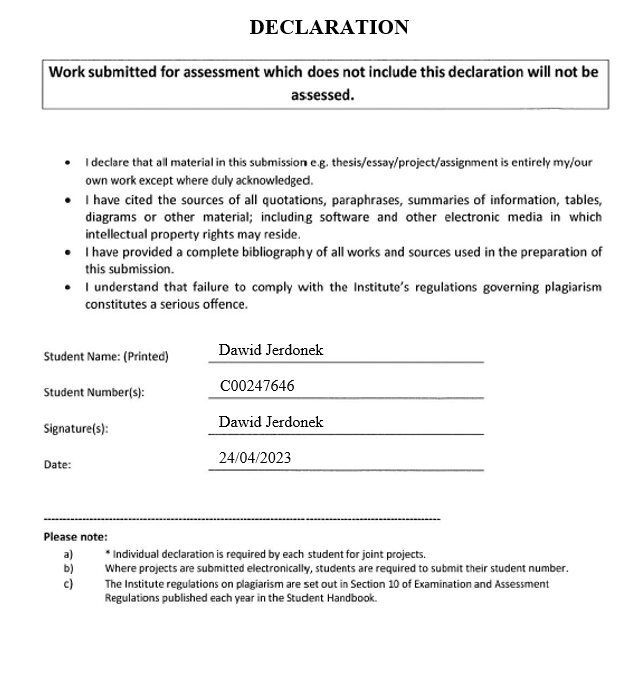 DECLARATION
Work submitted for assessment which does not include this declaration will not be
assessed.
• I declare that all material in this submission e.g. thesis/essay/project/assignment is entirely my/our
own work except where duly acknowledged.
• I have cited the sources of all quotations, paraphrases, summaries of information, tables,
diagrams or other material; including software and other electronic media in which
intellectual property rights may reside.
• I have provided a complete bibliography of all works and sources used in the preparation of
this submission.
• I understand that failure to comply with the Institute's regulations governing plagiarism
constitutes a serious offence.
Student Name: (Printed) Dawid Jerdonek
Student Number(s): C00247646
Signature(s): Dawid Jerdonek
Date: 24/04/2023
Please note:
a) * Individual declaration is required by each student for joint projects.
b) Where projects are submitted electronically, students are required to submit their student number.
c) The Institute regulations on plagiarism are set out in Section 10 of Examination and Assessment
Regulations published each year in the Student Handbook.